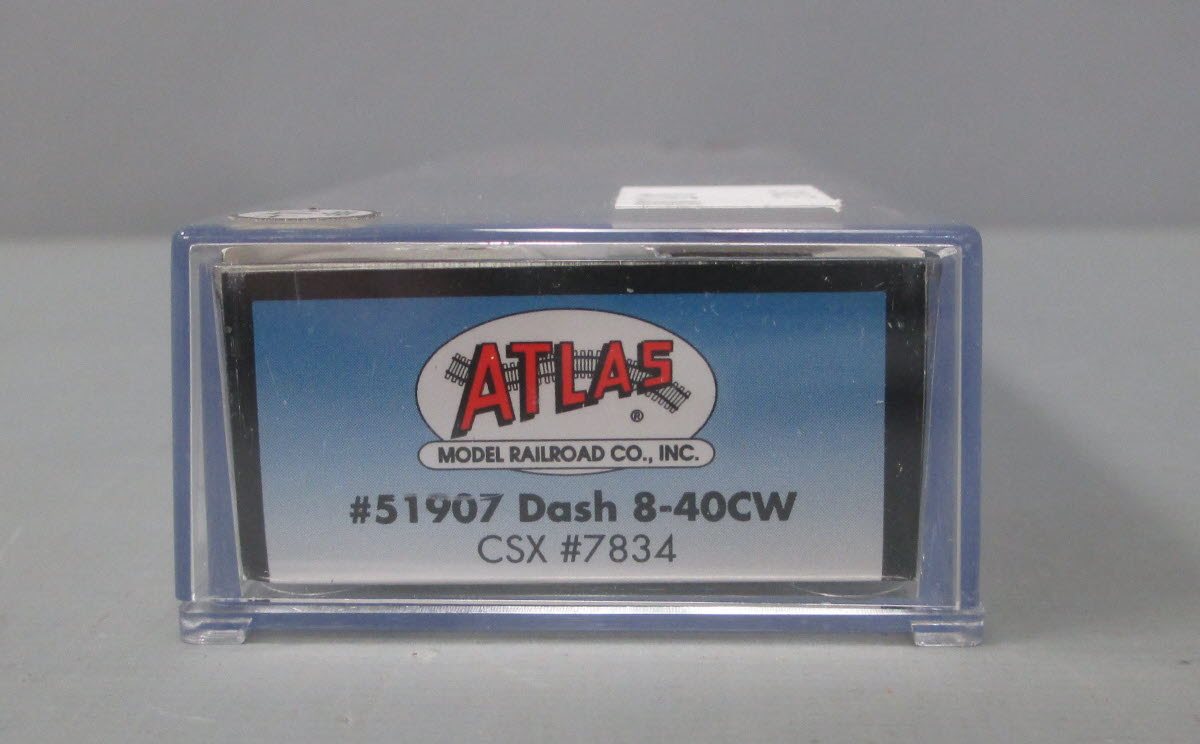 ATLAS ®
MODEL RAILROAD CO., INC.
#51907 Dash 8-40CW
CSX #7834